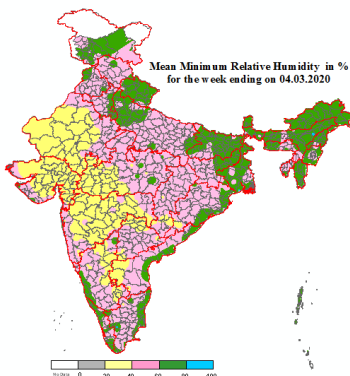 Mean Minimum Relative Humidity in %
for the week ending on 04.03.2020
No Data 0 20 40 60 80 100